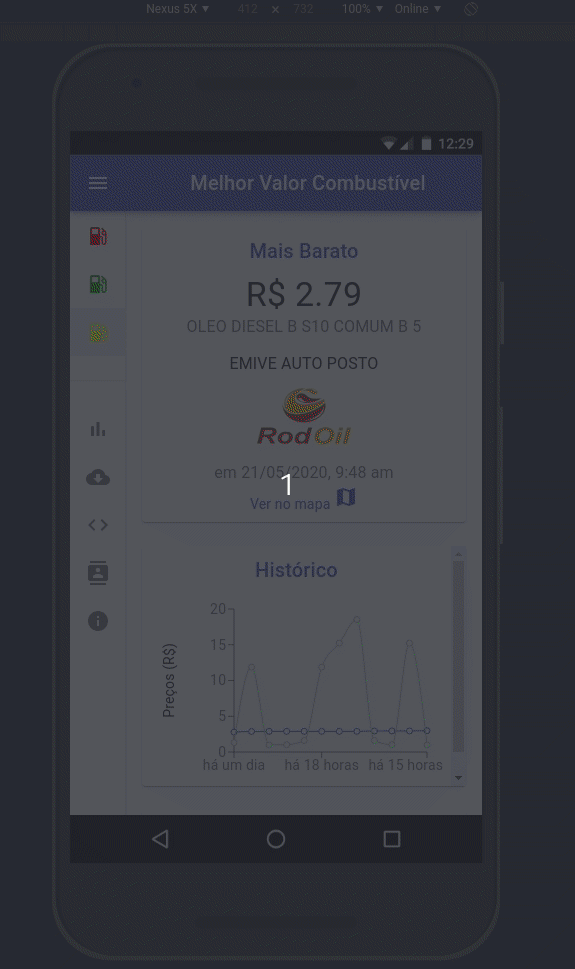 Nexus 5X ▼ 412 × 732 100% ▼ Online ▼
12:29
Melhor Valor Combustível
Mais Barato
R$ 2.79
OLEO DIESEL B S10 COMUM B 5
EMIVE AUTO POSTO
RodOil
em 21/05/2020, 9:48 am
1
Ver no mapa
Histórico
Preços (R$)
20
15
10
5
0
há um dia há 18 horas há 15 horas